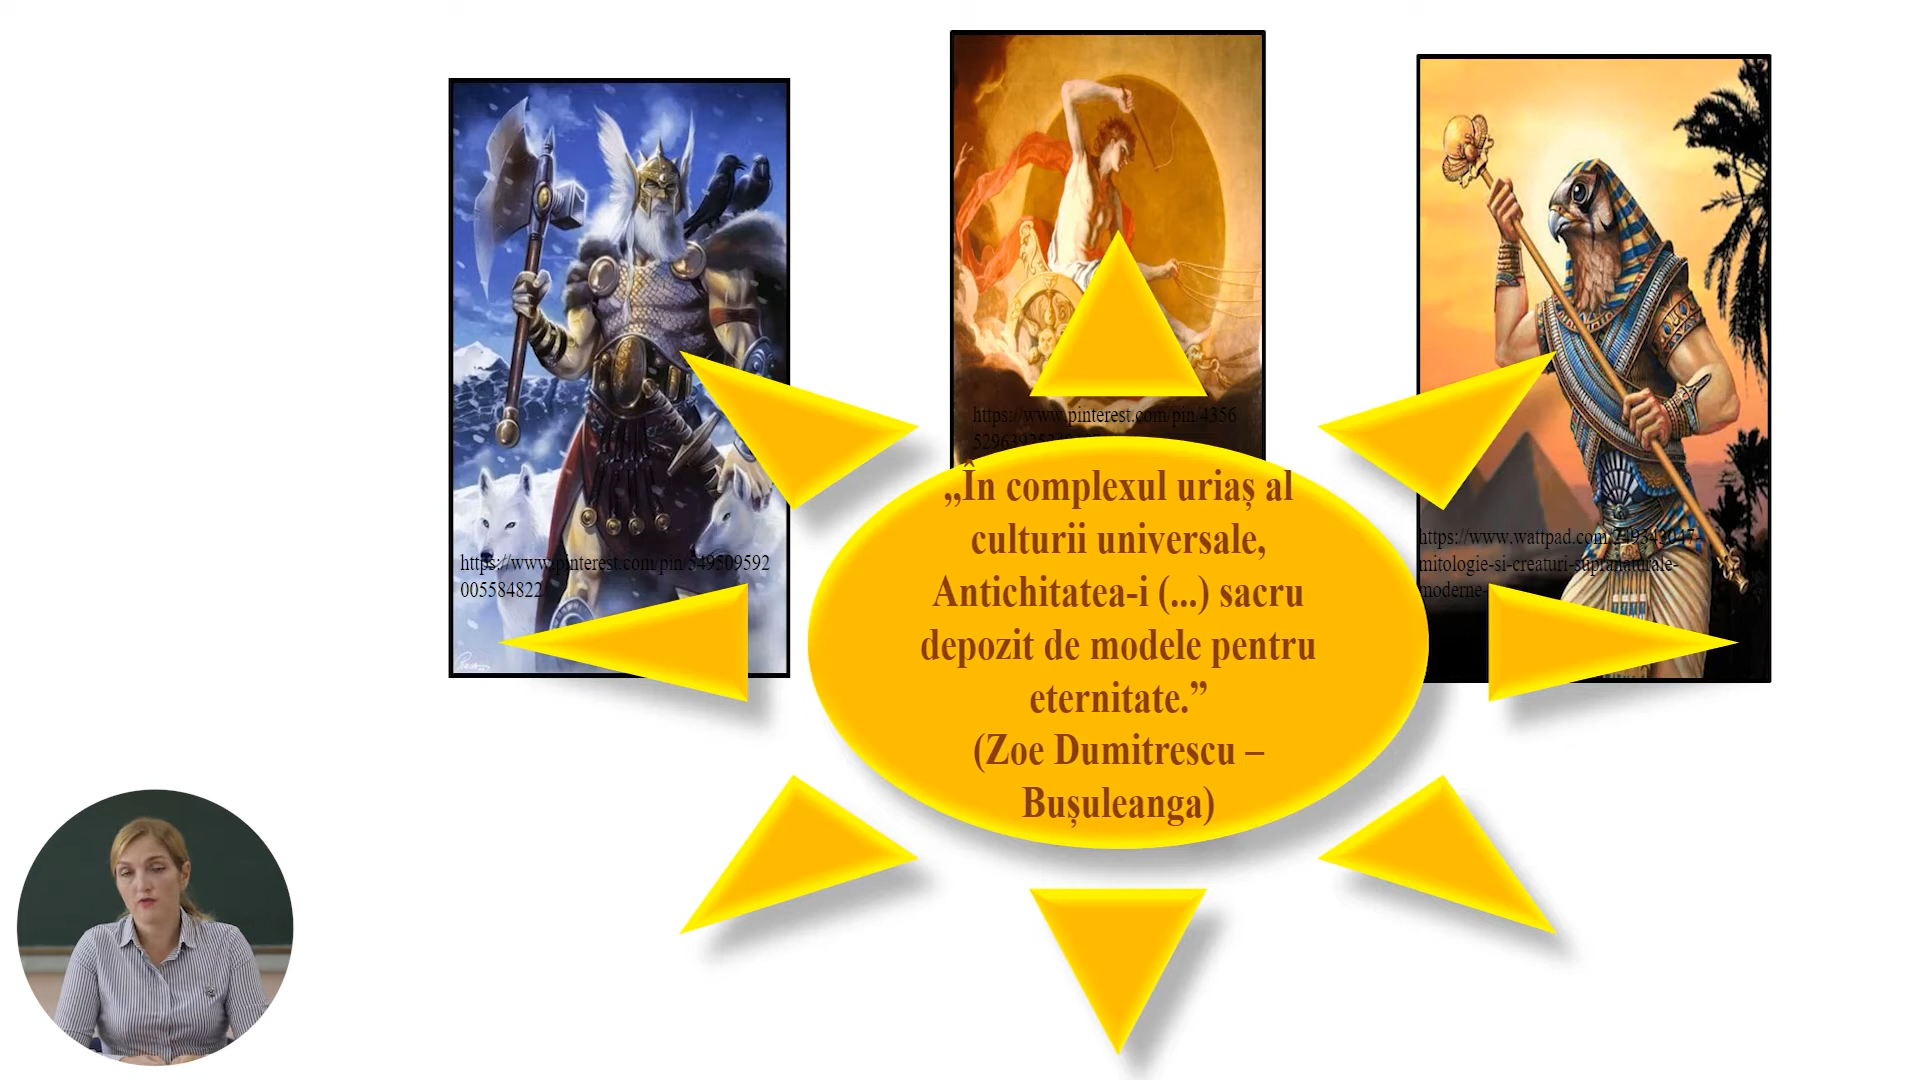 https://www.pinterest.com/pin/549509592
005584822
https://www.pinterest.com/pin/4356
https://www.wattpad.com/
mitologie-si-creaturi-supranaturale-
moderne-
„În complexul uriaș al
culturii universale,
Antichitatea-i (...) sacru
depozit de modele pentru
eternitate.”
(Zoe Dumitrescu –
Bușuleanga)